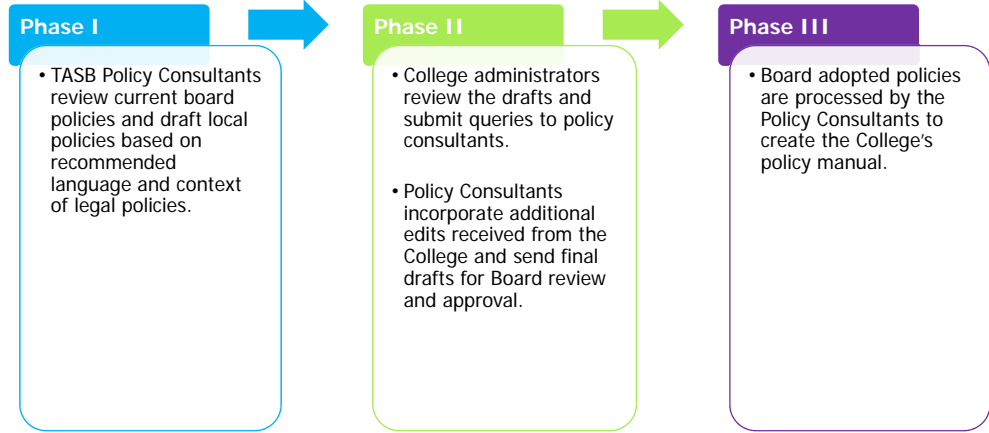 Phase I
• TASB Policy Consultants
review current board
policies and draft local
policies based on
recommended
language and context
of legal policies.
Phase II
• College administrators
review the drafts and
submit queries to policy
consultants.
• Policy Consultants
incorporate additional
edits received from the
College and send final
drafts for Board review
and approval.
Phase III
• Board adopted policies
are processed by the
Policy Consultants to
create the College’s
policy manual.